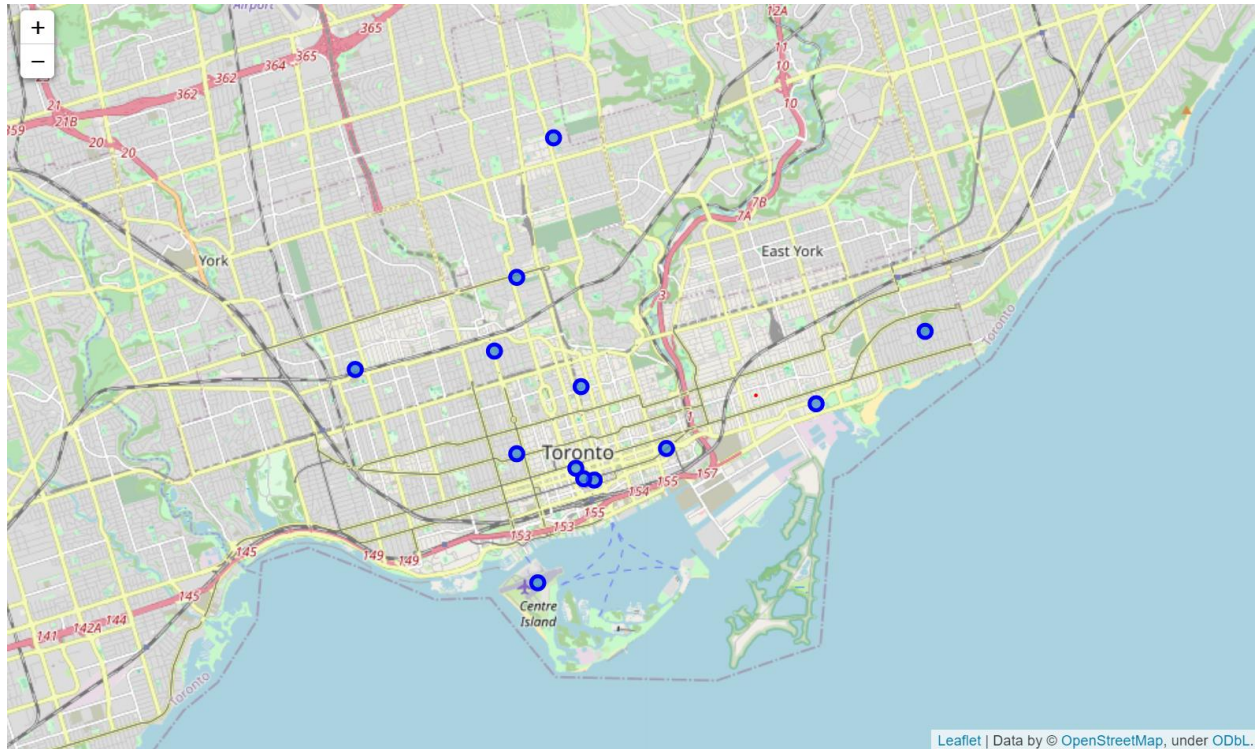 +
−
Airport
365
12A
365
364
362
362
11
10
10
21
21B
359
20
20
7B
7A
York
East York
3
Toronto
1
Toronto
157
155
154
155
153
153
149
149
145
145
144
142A
141
Centre
Island
Toronto
Leaflet | Data by © OpenStreetMap, under ODbL.